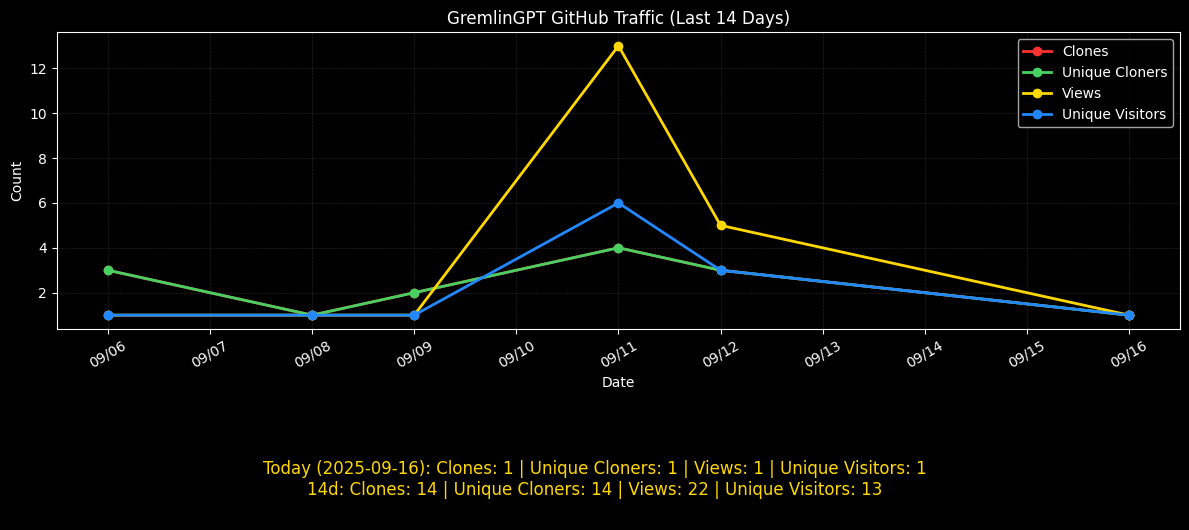 GremlinGPT GitHub Traffic (Last 14 Days)
Clones
Unique Cloners
Views
Unique Visitors
Count
12
10
8
6
4
2
09/06 09/07 09/08 09/09 09/10 09/11 09/12 09/13 09/14 09/15 09/16
Date
Today (2025-09-16): Clones: 1 | Unique Cloners: 1 | Views: 1 | Unique Visitors: 1
14d: Clones: 14 | Unique Cloners: 14 | Views: 22 | Unique Visitors: 13